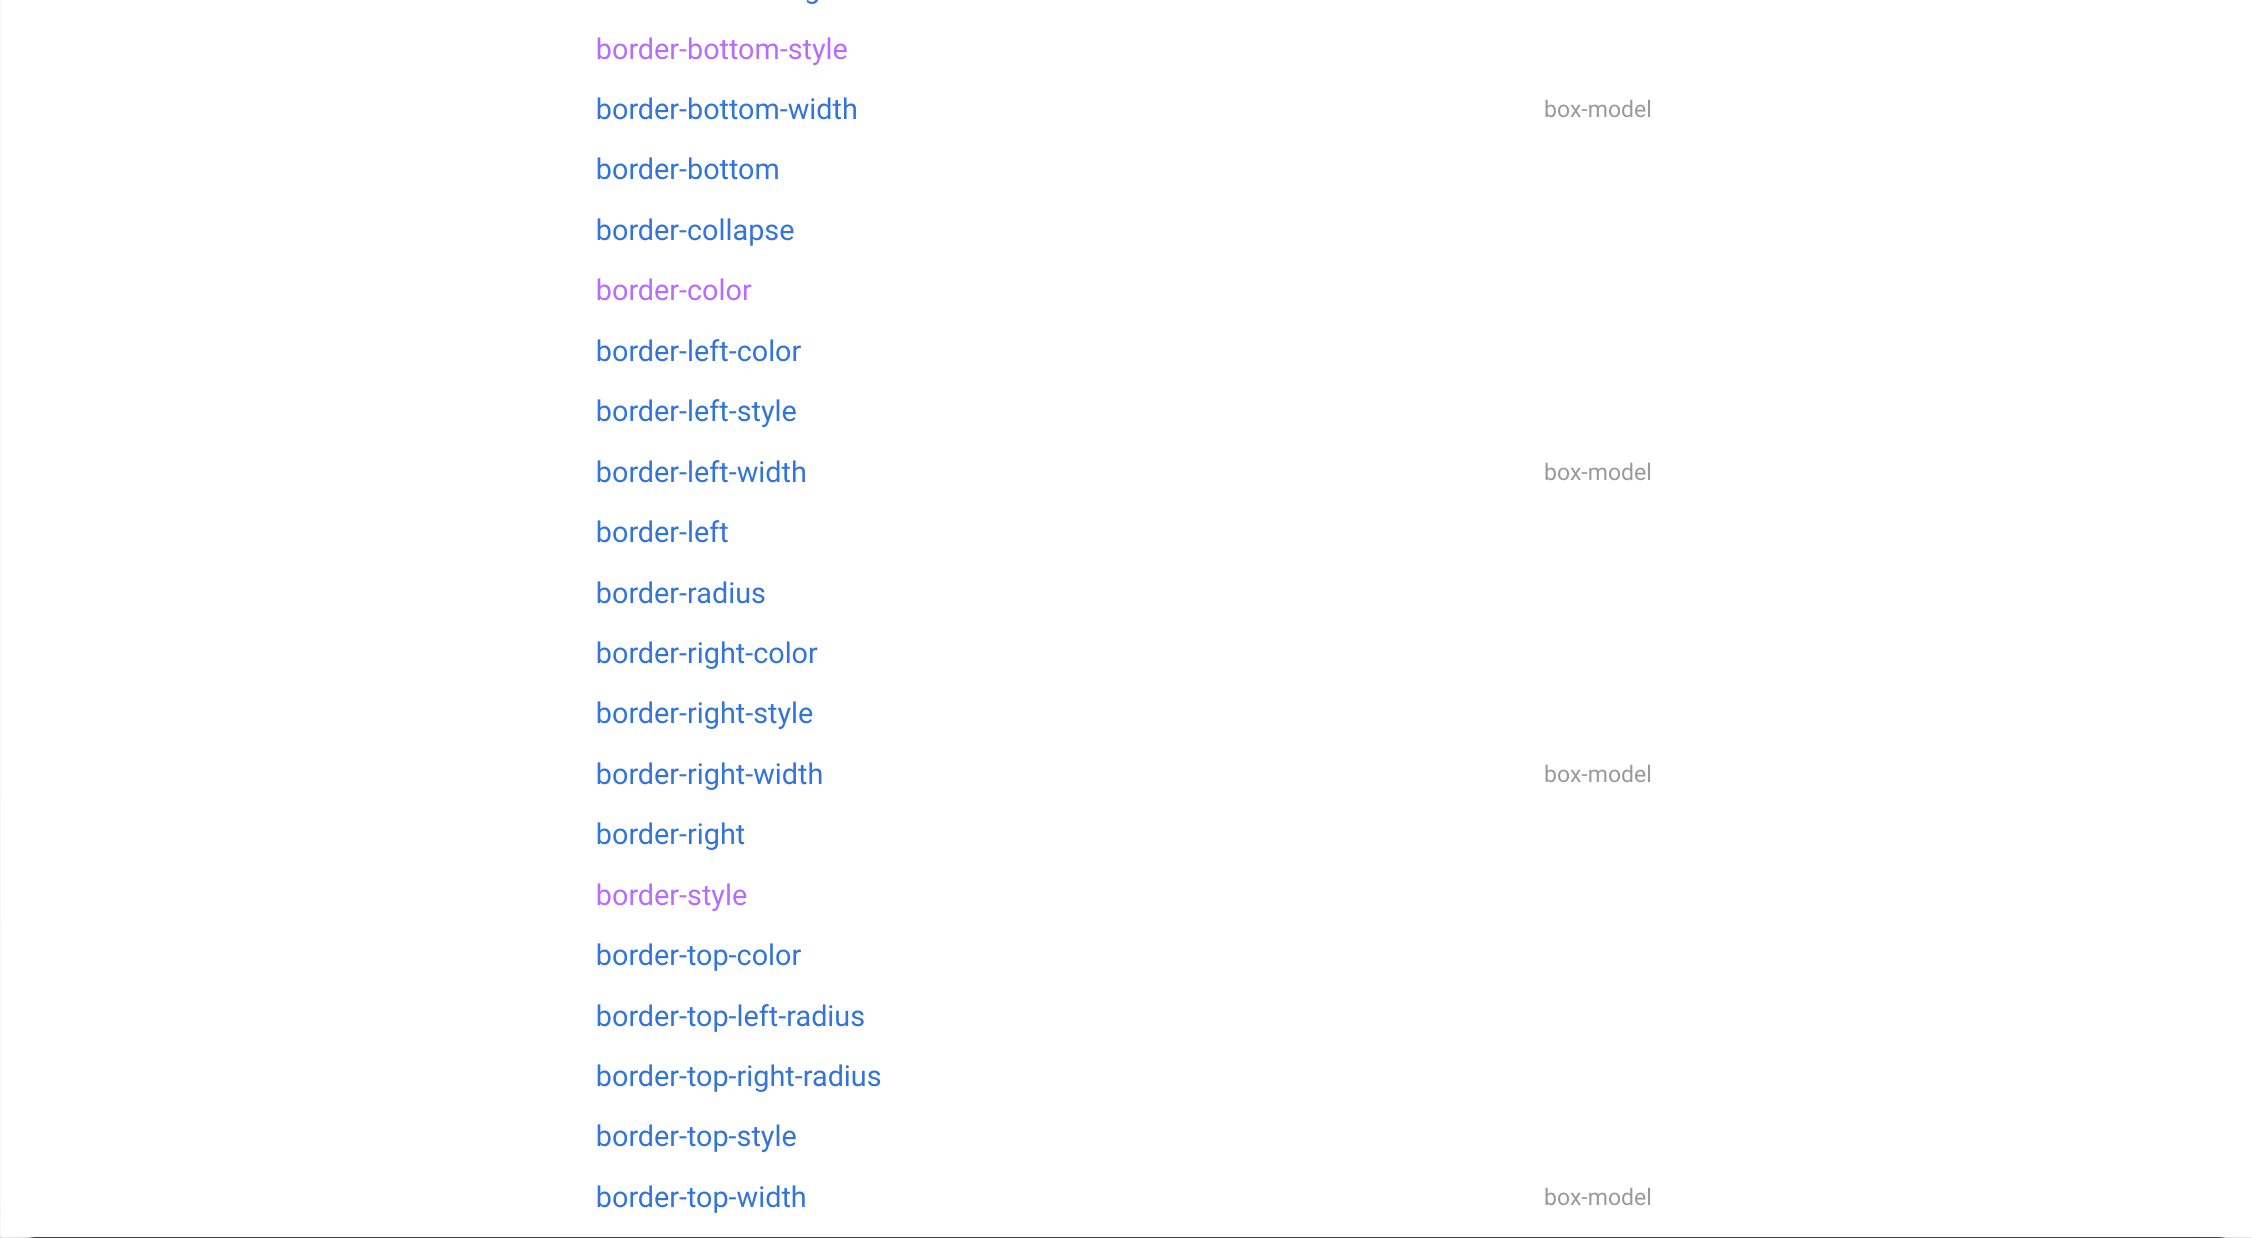 border-bottom-style
border-bottom-width box-model
border-bottom
border-collapse
border-color
border-left-color
border-left-style
border-left-width box-model
border-left
border-radius
border-right-color
border-right-style
border-right-width box-model
border-right
border-style
border-top-color
border-top-left-radius
border-top-right-radius
border-top-style
border-top-width box-model